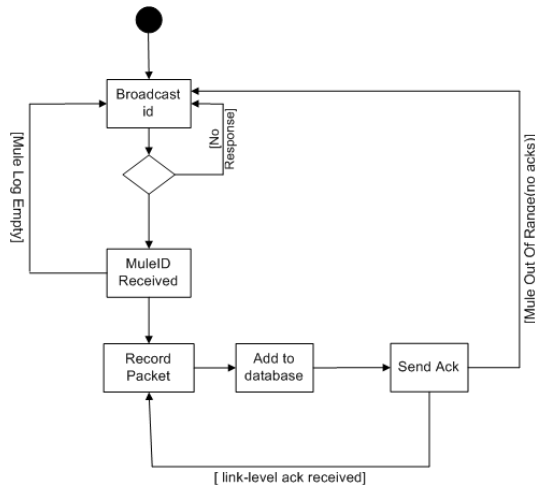 Broadcast
id
[No
Response]
[Mule Log Empty]
MuleID
Received
[Mule Out Of Range(no acks)]
Record
Packet
Add to
database
Send Ack
[ link-level ack received]